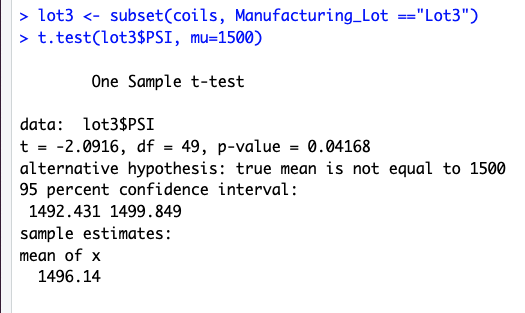 > lot3 <- subset(coils, Manufacturing_Lot =="Lot3")
> t.test(lot3$PSI, mu=1500)
One Sample t-test
data:  lot3$PSI
t = -2.0916, df = 49, p-value = 0.04168
alternative hypothesis: true mean is not equal to 1500
95 percent confidence interval:
1492.431 1499.849
sample estimates:
mean of x
1496.14